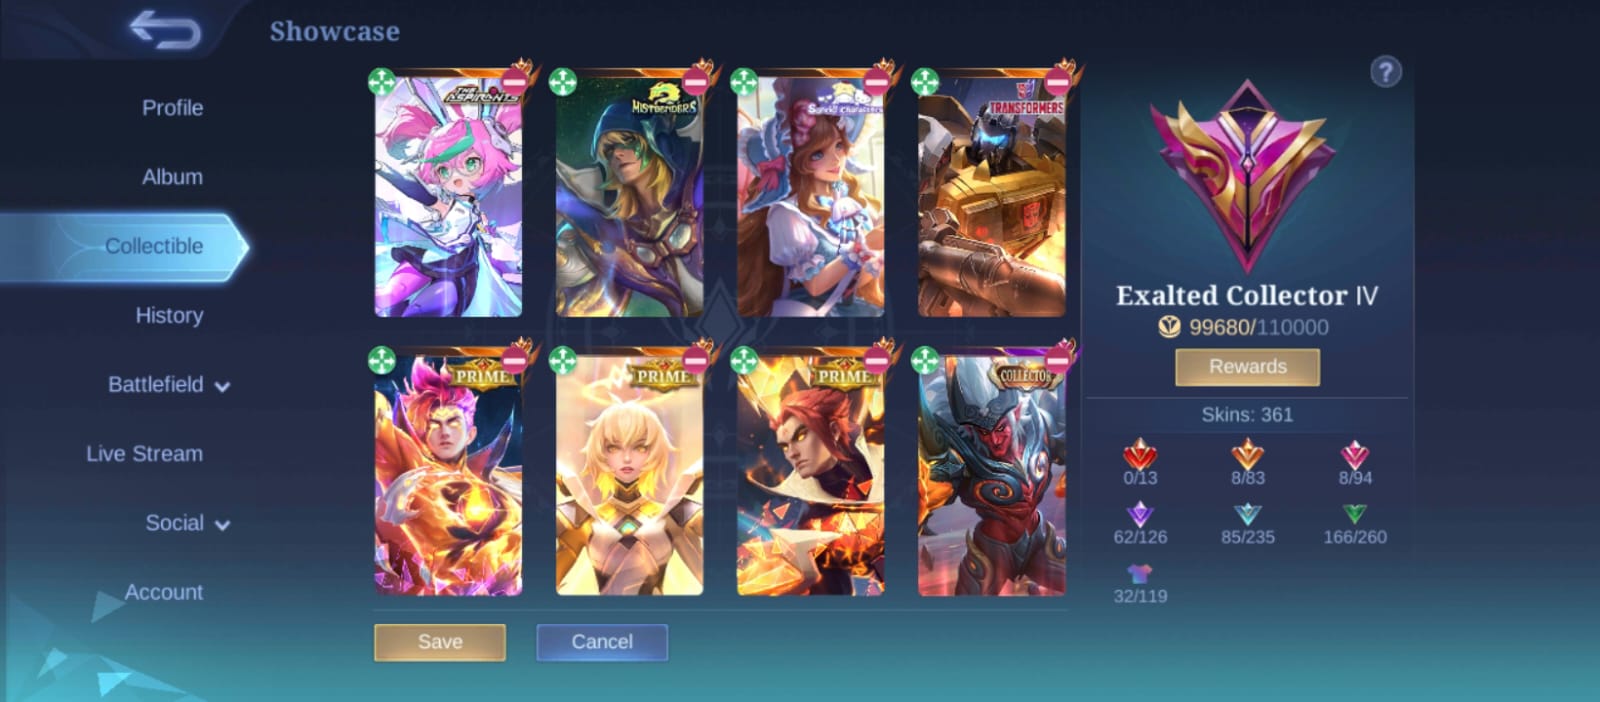 Showcase
Profile
Album
Collectible
History
Battlefield
Live Stream
Social
Account
THE ASPIRANTS
MISTBENDERS
Sanrio characters
TRANSFORMERS
PRIME
PRIME
PRIME
COLLECTOR
Save
Cancel
?
Exalted Collector IV
99680/110000
Rewards
Skins: 361
0/13
8/83
8/94
62/126
85/235
166/260
32/119